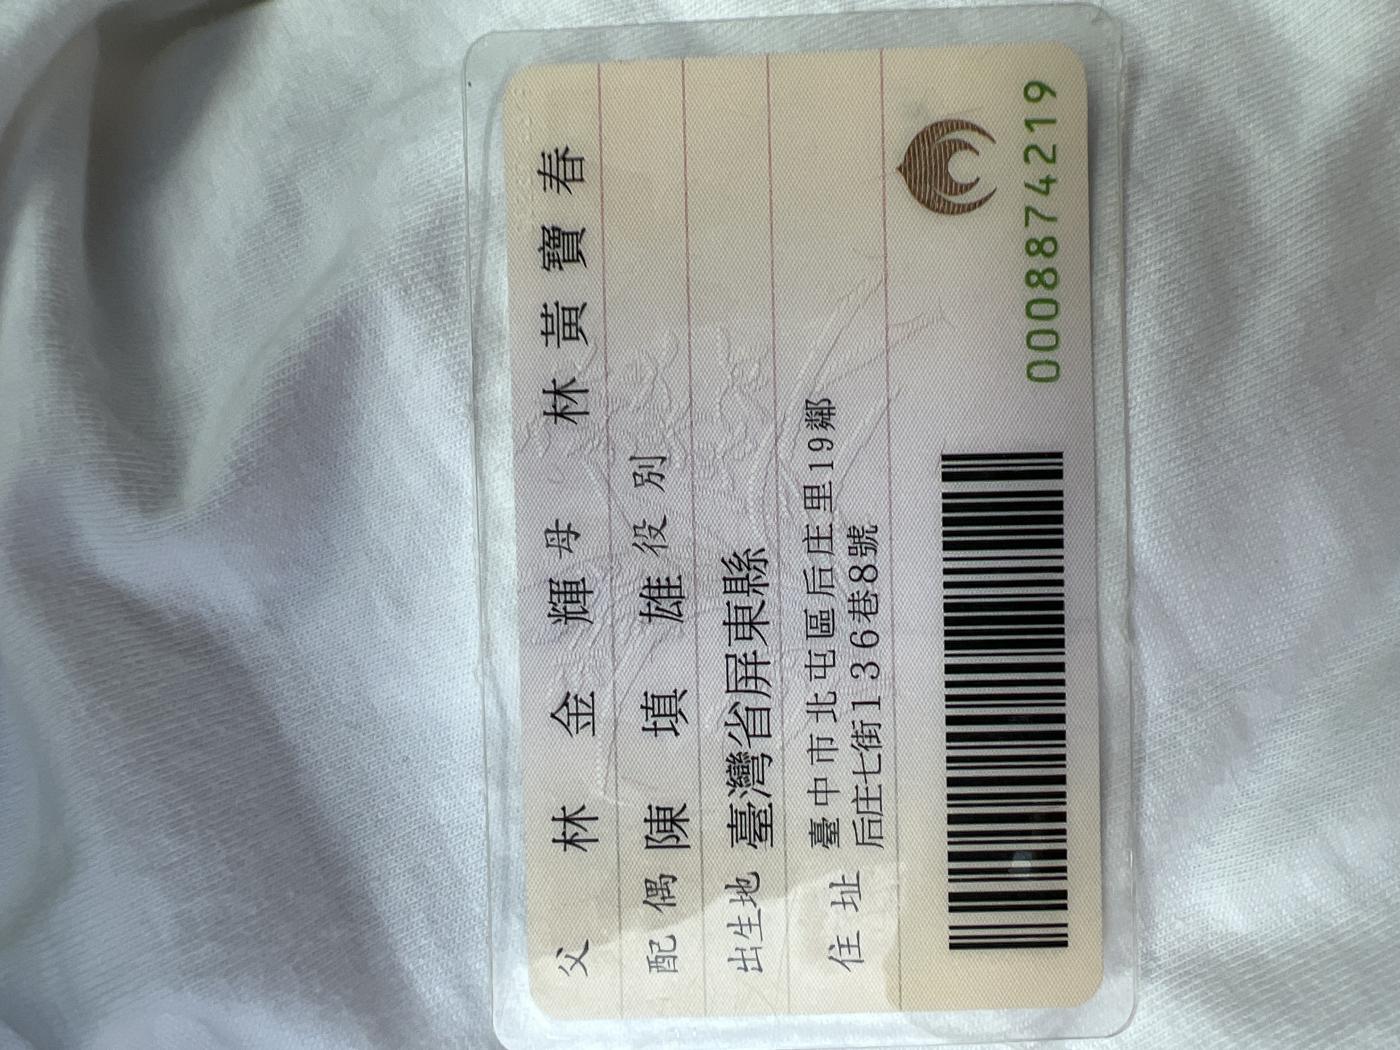 父 林 金 輝 母 林 黃 寶 春
配偶 陳 填 雄 役別
出生地 臺灣省屏東縣
住址 臺中市北屯區后庄里19鄰
后庄七街136巷8號
0008874219